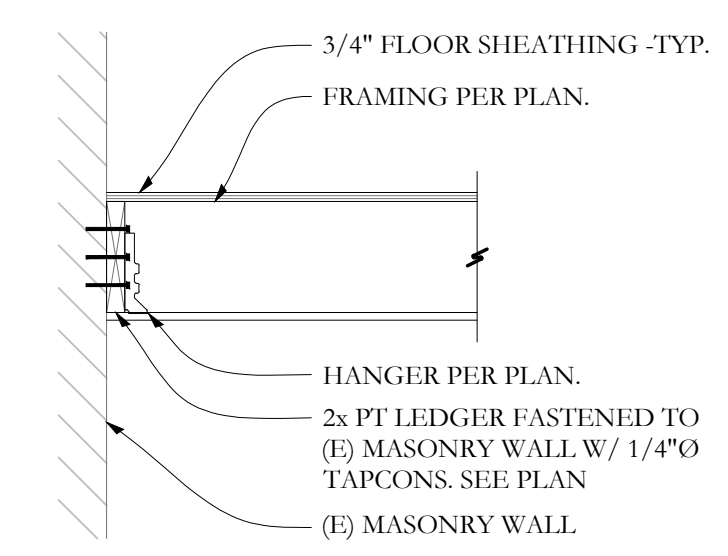 3/4" FLOOR SHEATHING -TYP.
FRAMING PER PLAN.
HANGER PER PLAN.
2x PT LEDGER FASTENED TO
(E) MASONRY WALL W/ 1/4"Ø
TAPCONS. SEE PLAN
(E) MASONRY WALL